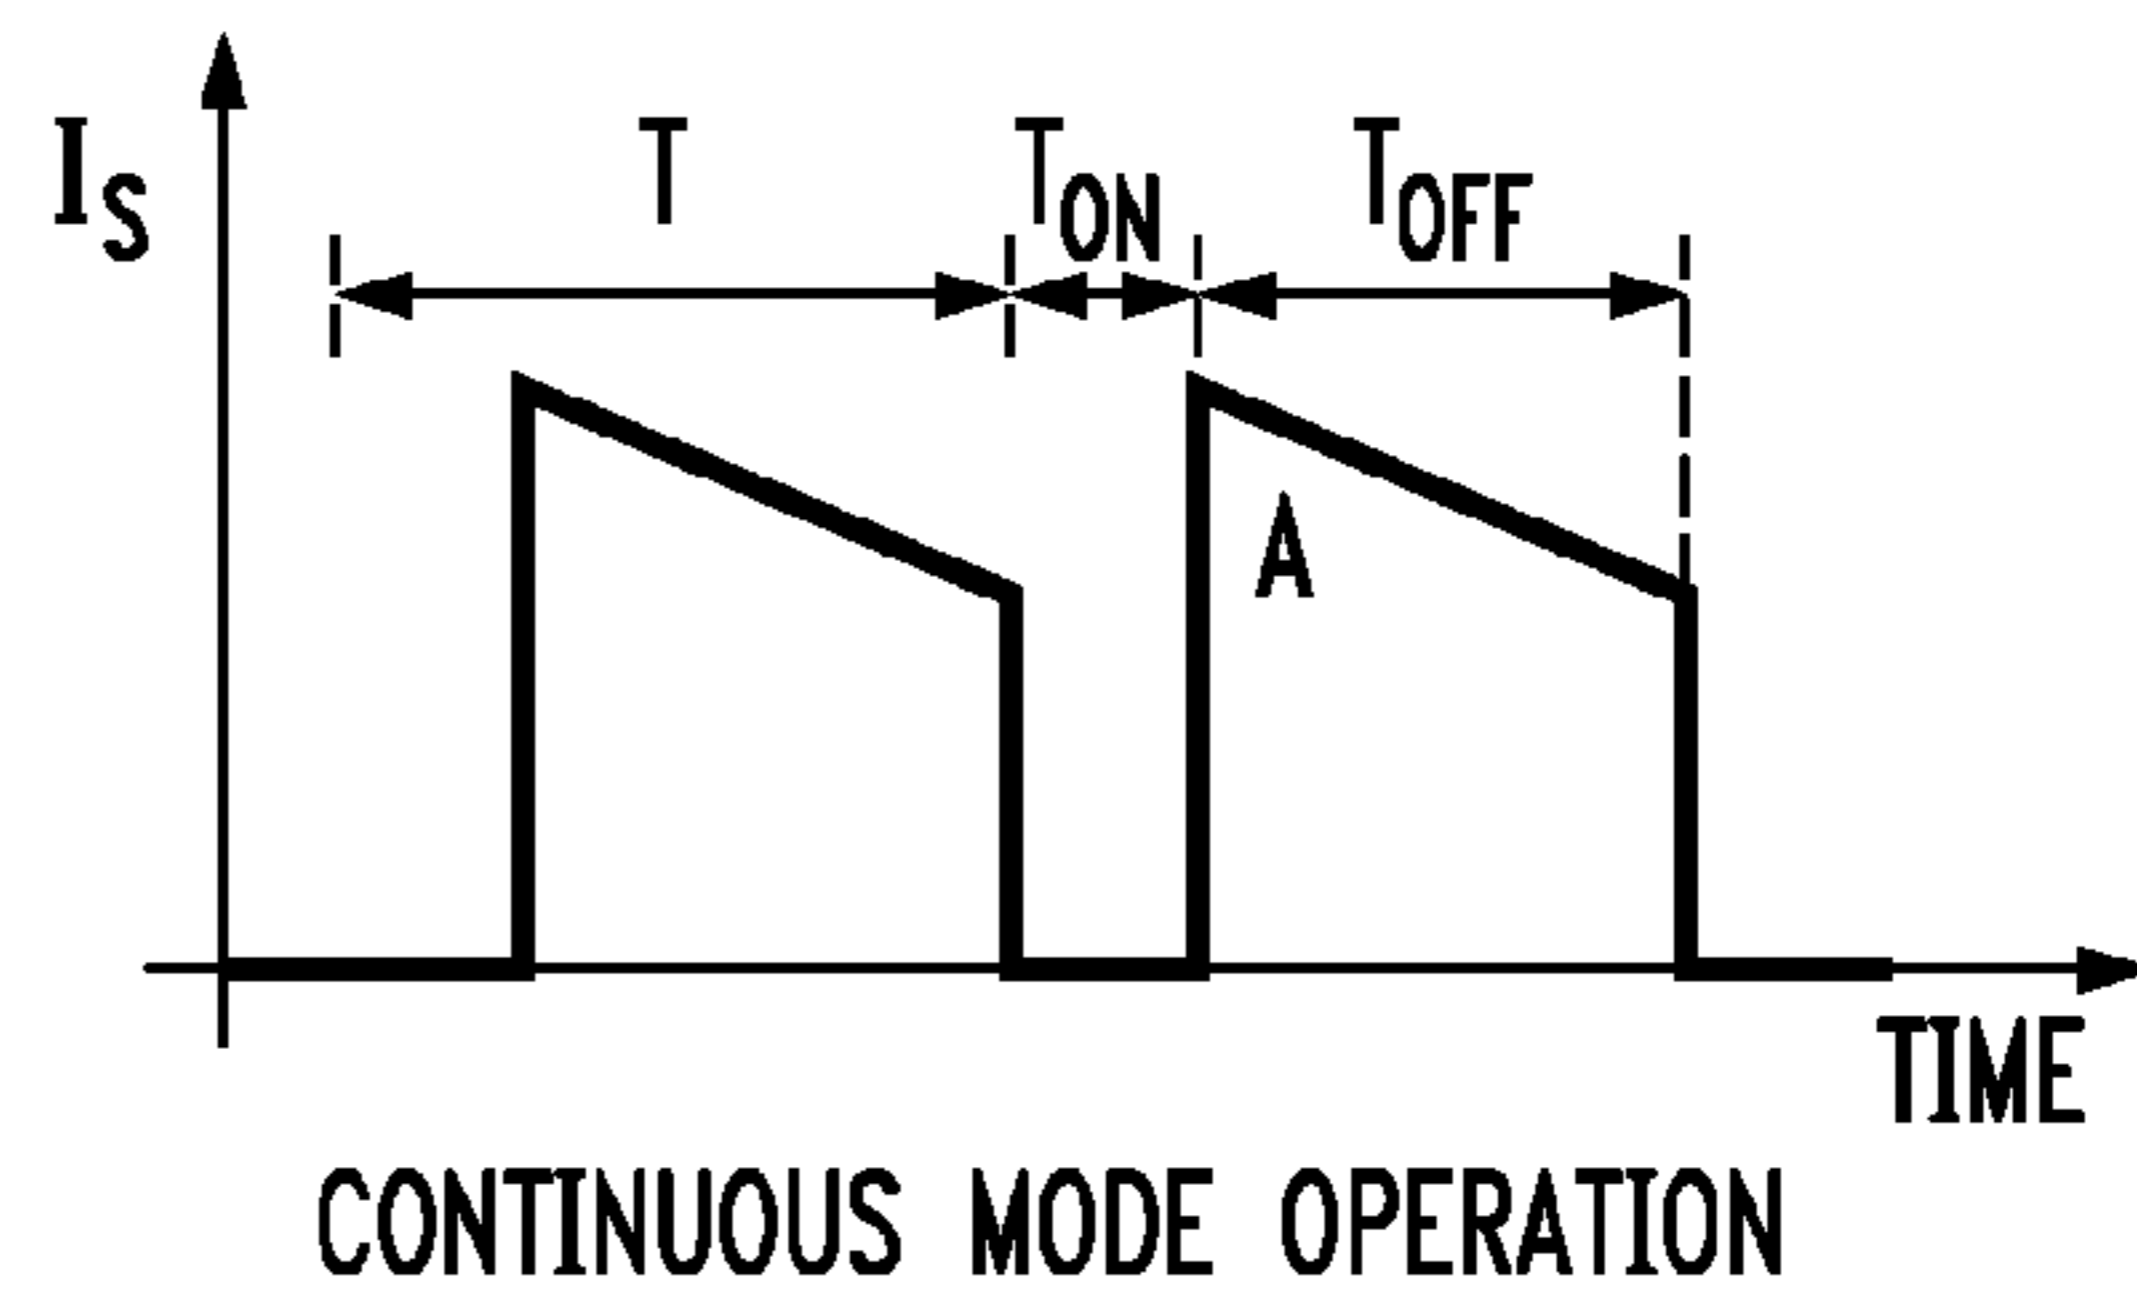 I_S
T
T_ON
T_OFF
A
TIME
CONTINUOUS MODE OPERATION